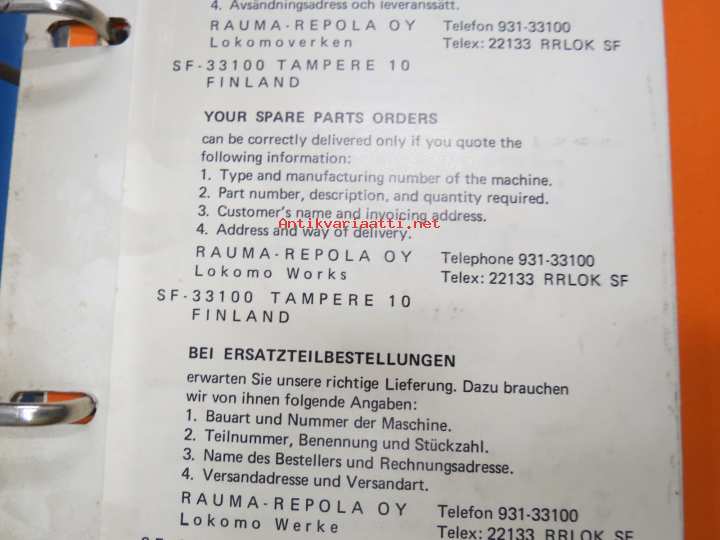 4. Avsändningsadress och leveranssätt.
RAUMA-REPOLA OY Telefon 931-33100
Lokomoverken Telex: 22133 RRLOK SF
SF-33100 TAMPERE 10
FINLAND
YOUR SPARE PARTS ORDERS
can be correctly delivered only if you quote the
following information:
1. Type and manufacturing number of the machine.
2. Part number, description, and quantity required.
3. Customer's name and invoicing address.
Antikvariaatti.net
4. Address and way of delivery.
RAUMA-REPOLA OY Telephone 931-33100
Lokomo Works Telex: 22133 RRLOK SF
SF-33100 TAMPERE 10
FINLAND
BEI ERSATZTEILBESTELLUNGEN
erwarten Sie unsere richtige Lieferung. Dazu brauchen
wir von ihnen folgende Angaben:
1. Bauart und Nummer der Maschine.
2. Teilnummer, Benennung und Stückzahl.
3. Name des Bestellers und Rechnungsadresse.
4. Versandadresse und Versandart.
RAUMA-REPOLA OY Telefon 931-33100
Lokomo Werke Telex: 22133 RRLOK SF